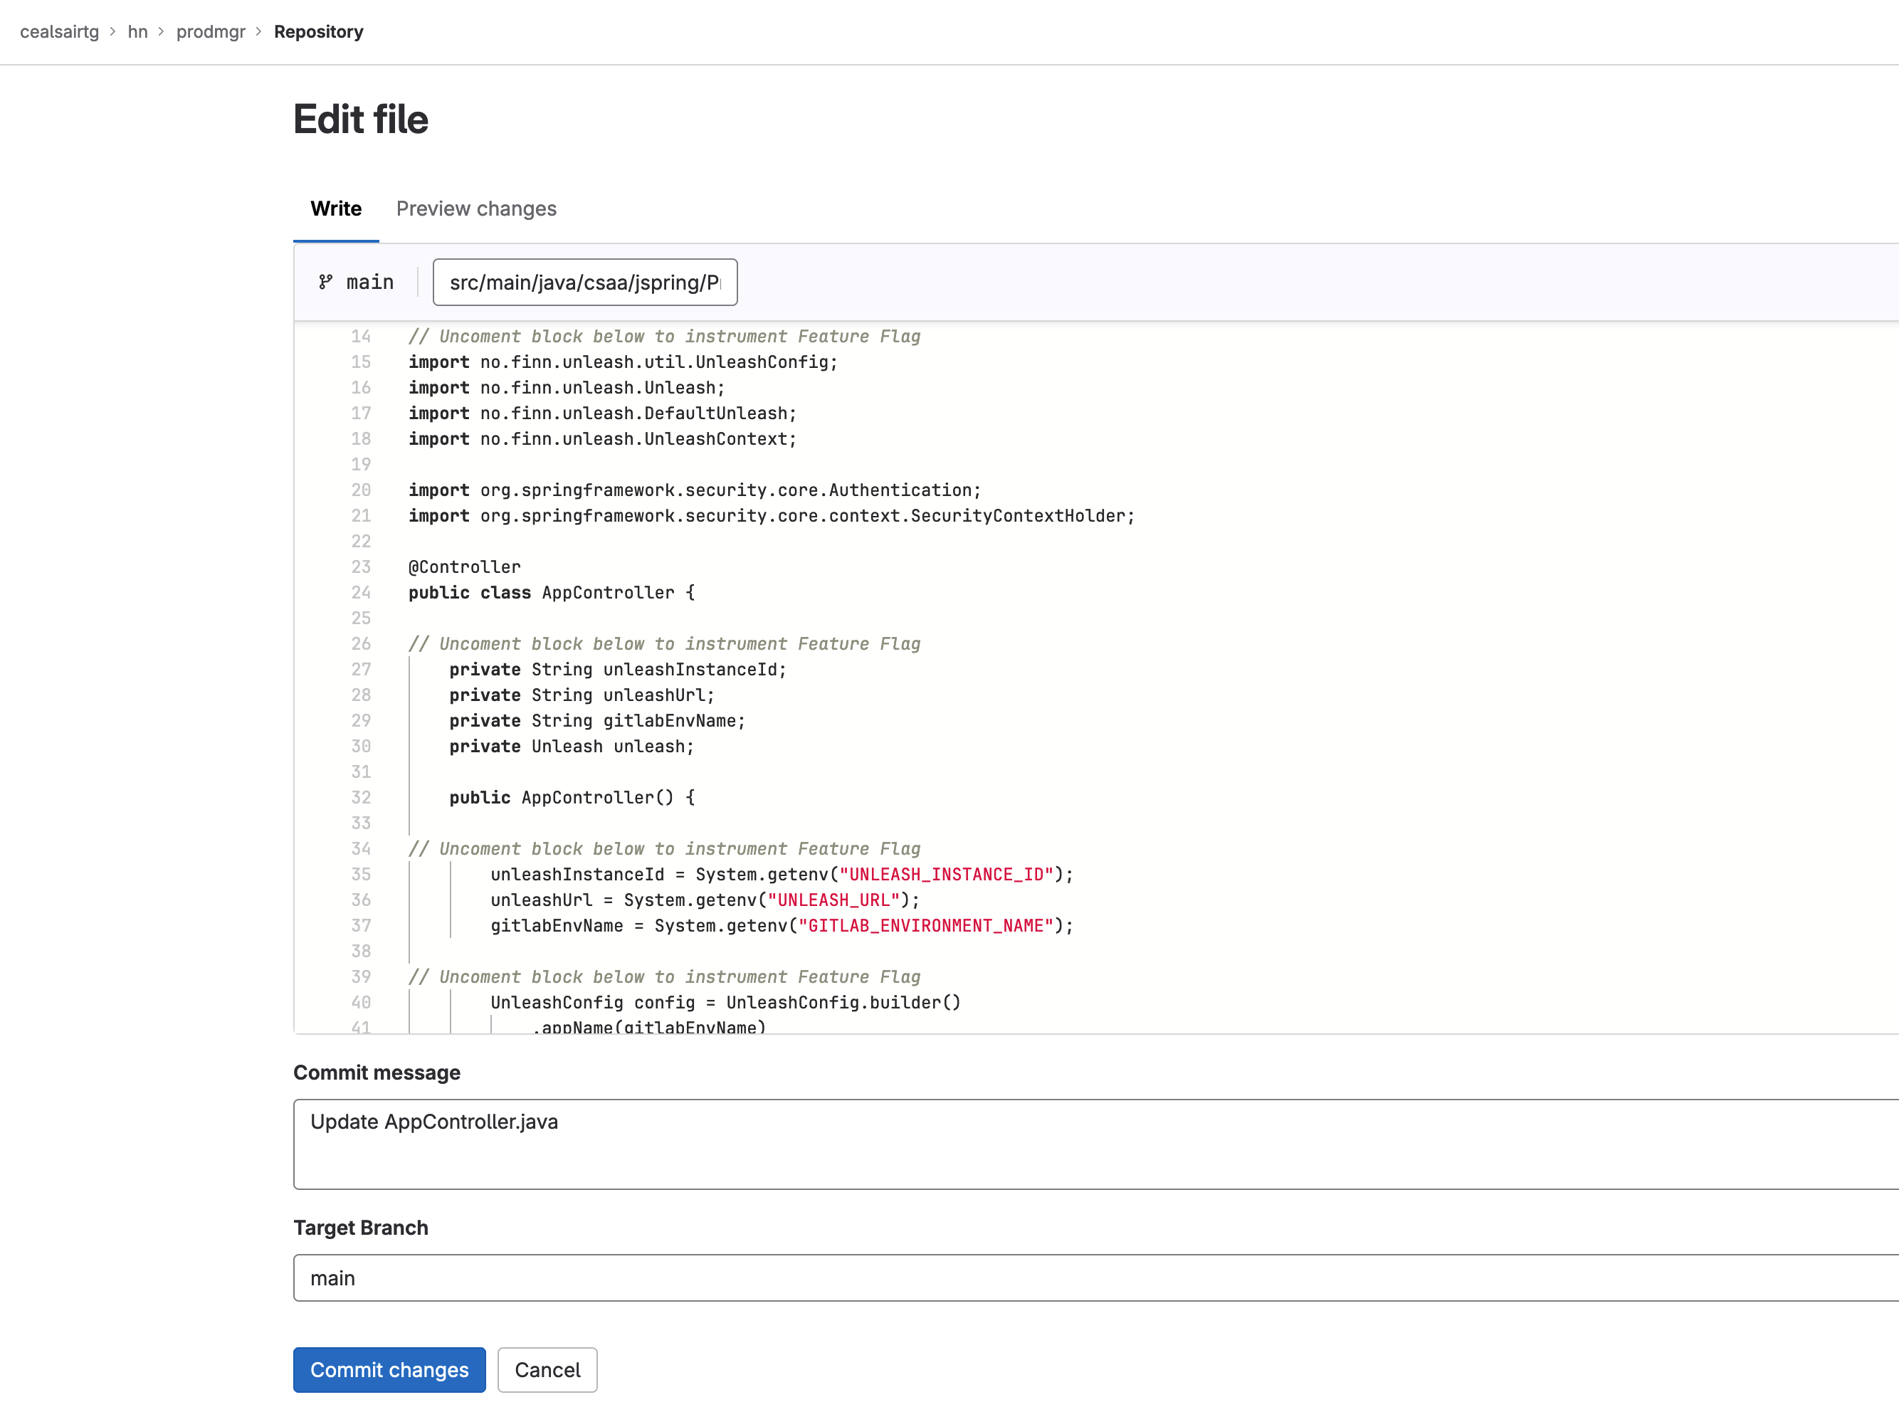 cealsairtg > hn > prodmgr > Repository
Edit file
Write Preview changes
main src/main/java/csaa/jspring/P
14 // Uncoment block below to instrument Feature Flag
15 import no.finn.unleash.util.UnleashConfig;
16 import no.finn.unleash.Unleash;
17 import no.finn.unleash.DefaultUnleash;
18 import no.finn.unleash.UnleashContext;
19
20 import org.springframework.security.core.Authentication;
21 import org.springframework.security.core.context.SecurityContextHolder;
22
23 @Controller
24 public class AppController {
25
26 // Uncoment block below to instrument Feature Flag
27 private String unleashInstanceId;
28 private String unleashUrl;
29 private String gitlabEnvName;
30 private Unleash unleash;
31
32 public AppController() {
33
34 // Uncoment block below to instrument Feature Flag
35 unleashInstanceId = System.getenv("UNLEASH_INSTANCE_ID");
36 unleashUrl = System.getenv("UNLEASH_URL");
37 gitlabEnvName = System.getenv("GITLAB_ENVIRONMENT_NAME");
38
39 // Uncoment block below to instrument Feature Flag
40 UnleashConfig config = UnleashConfig.builder()
41 .appName(gitlabEnvName)
Commit message
Update AppController.java
Target Branch
main
Commit changes Cancel